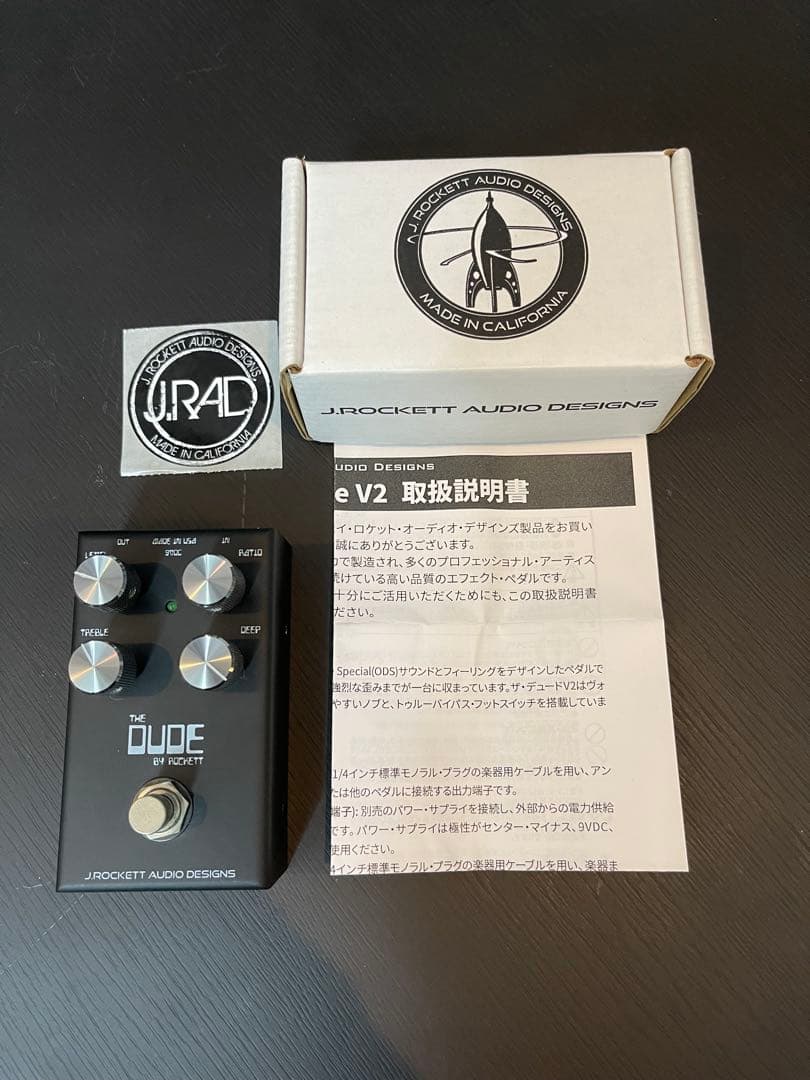 J. ROCKETT AUDIO DESIGNS
MADE IN CALIFORNIA
J.ROCKETT AUDIO DESIGNS
J. ROCKETT AUDIO DESIGNS.
J.RAD
MADE IN CALIFORNIA
UDIO DESIGNS
e V2 取扱説明書
イ・ロケット・オーディオ・デザインズ製品をお買い
誠にありがとうございます。
で製造され、多くのプロフェッショナル・アーティス
続けている高い品質のエフェクト・ペダルです。
十分にご活用いただくためにも、この取扱説明書
ださい。
Special(ODS)サウンドとフィーリングをデザインしたペダルで
強烈な歪みまでが一台に収まっています。ザ・デュードV2はヴォ
やすいノブと、トゥルーバイパス・フットスイッチを搭載していま
1/4インチ標準モノラル・プラグの楽器用ケーブルを用い、アン
たは他のペダルに接続する出力端子です。
端子): 別売のパワー・サプライを接続し、外部からの電力供給
です。パワー・サプライは極性がセンター・マイナス、9VDC、
使用ください。
4インチ標準モノラル・プラグの楽器用ケーブルを用い、楽器ま
OUT MADE IN USA IN
LEVEL 9VDC RATIO
TREBLE DEEP
THE
DUDE
BY ROCKETT
J.ROCKETT AUDIO DESIGNS